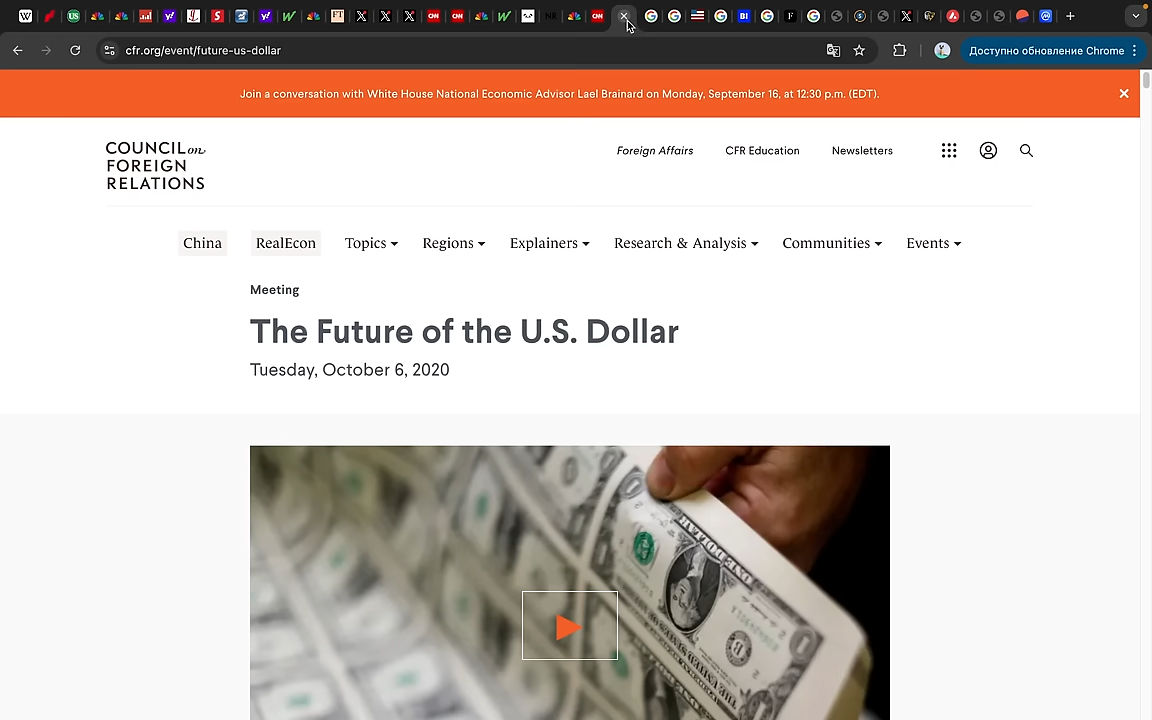 cfr.org/event/future-us-dollar
Доступно обновление Chrome
Join a conversation with White House National Economic Advisor Lael Brainard on Monday, September 16, at 12:30 p.m. (EDT).
COUNCIL on
FOREIGN
RELATIONS
Foreign Affairs CFR Education Newsletters
China RealEcon Topics Regions Explainers Research & Analysis Communities Events
Meeting
The Future of the U.S. Dollar
Tuesday, October 6, 2020